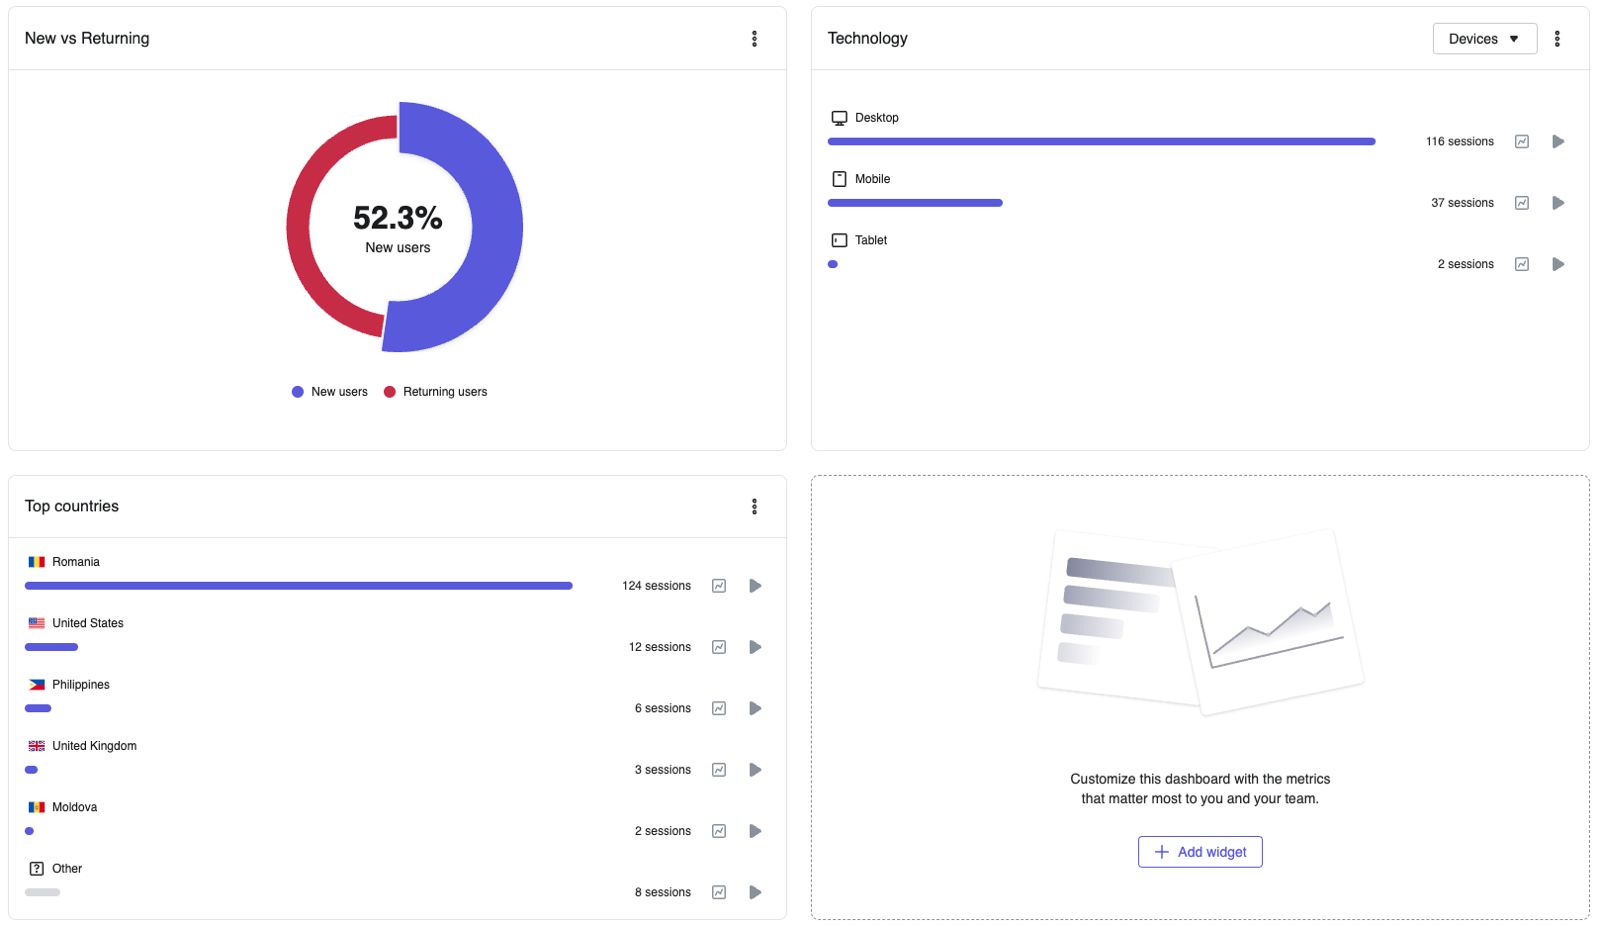 New vs Returning
52.3%
New users
New users
Returning users
Technology
Devices
Desktop
116 sessions
Mobile
37 sessions
Tablet
2 sessions
Top countries
Romania
124 sessions
United States
12 sessions
Philippines
6 sessions
United Kingdom
3 sessions
Moldova
2 sessions
Other
8 sessions
Customize this dashboard with the metrics
that matter most to you and your team.
Add widget